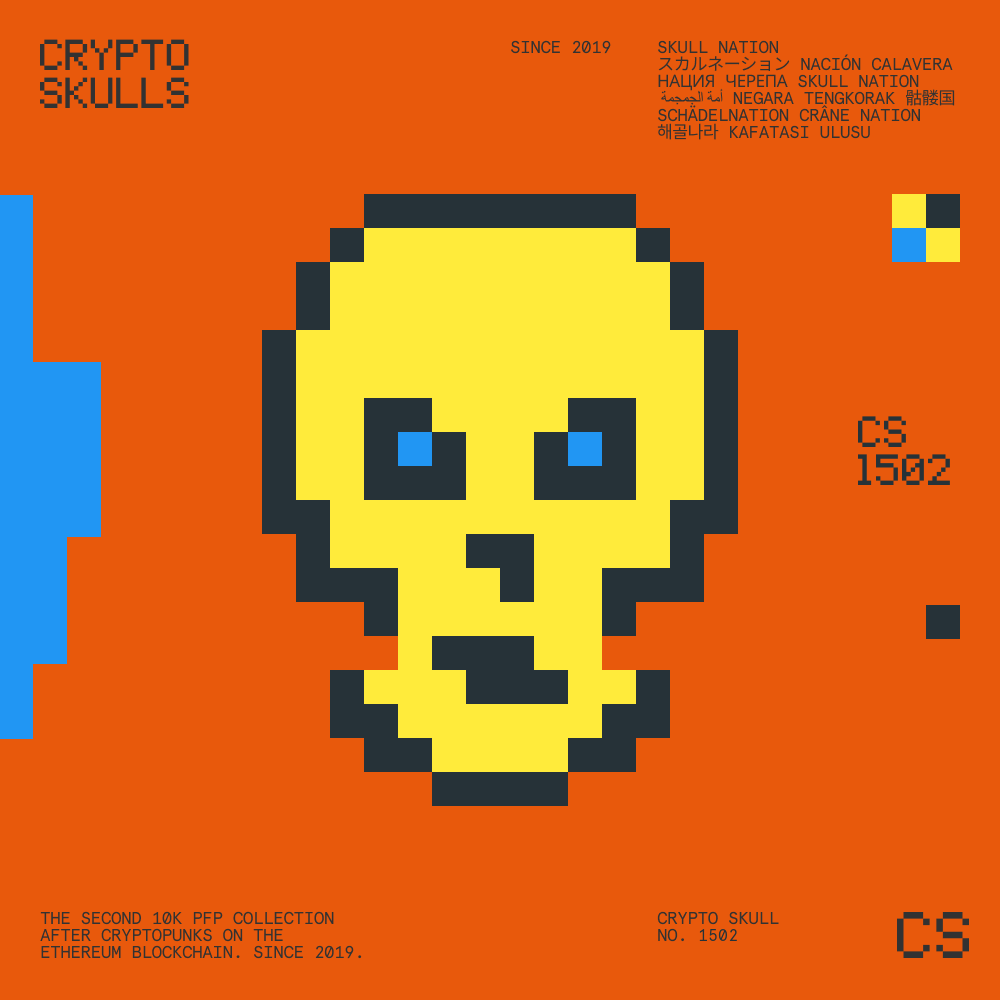 CRYPTO
SKULLS
SINCE 2019
SKULL NATION
スカルネーション NACIÓN CALAVERA
НАЦИЯ ЧЕРЕПА SKULL NATION
أمة الجمجمة NEGARA TENGKORAK 骷髅国
SCHÄDELNATION CRÂNE NATION
해골나라 KAFATASI ULUSU
CS
1502
THE SECOND 10K PFP COLLECTION
AFTER CRYPTOPUNKS ON THE
ETHEREUM BLOCKCHAIN. SINCE 2019.
CRYPTO SKULL
NO. 1502
CS